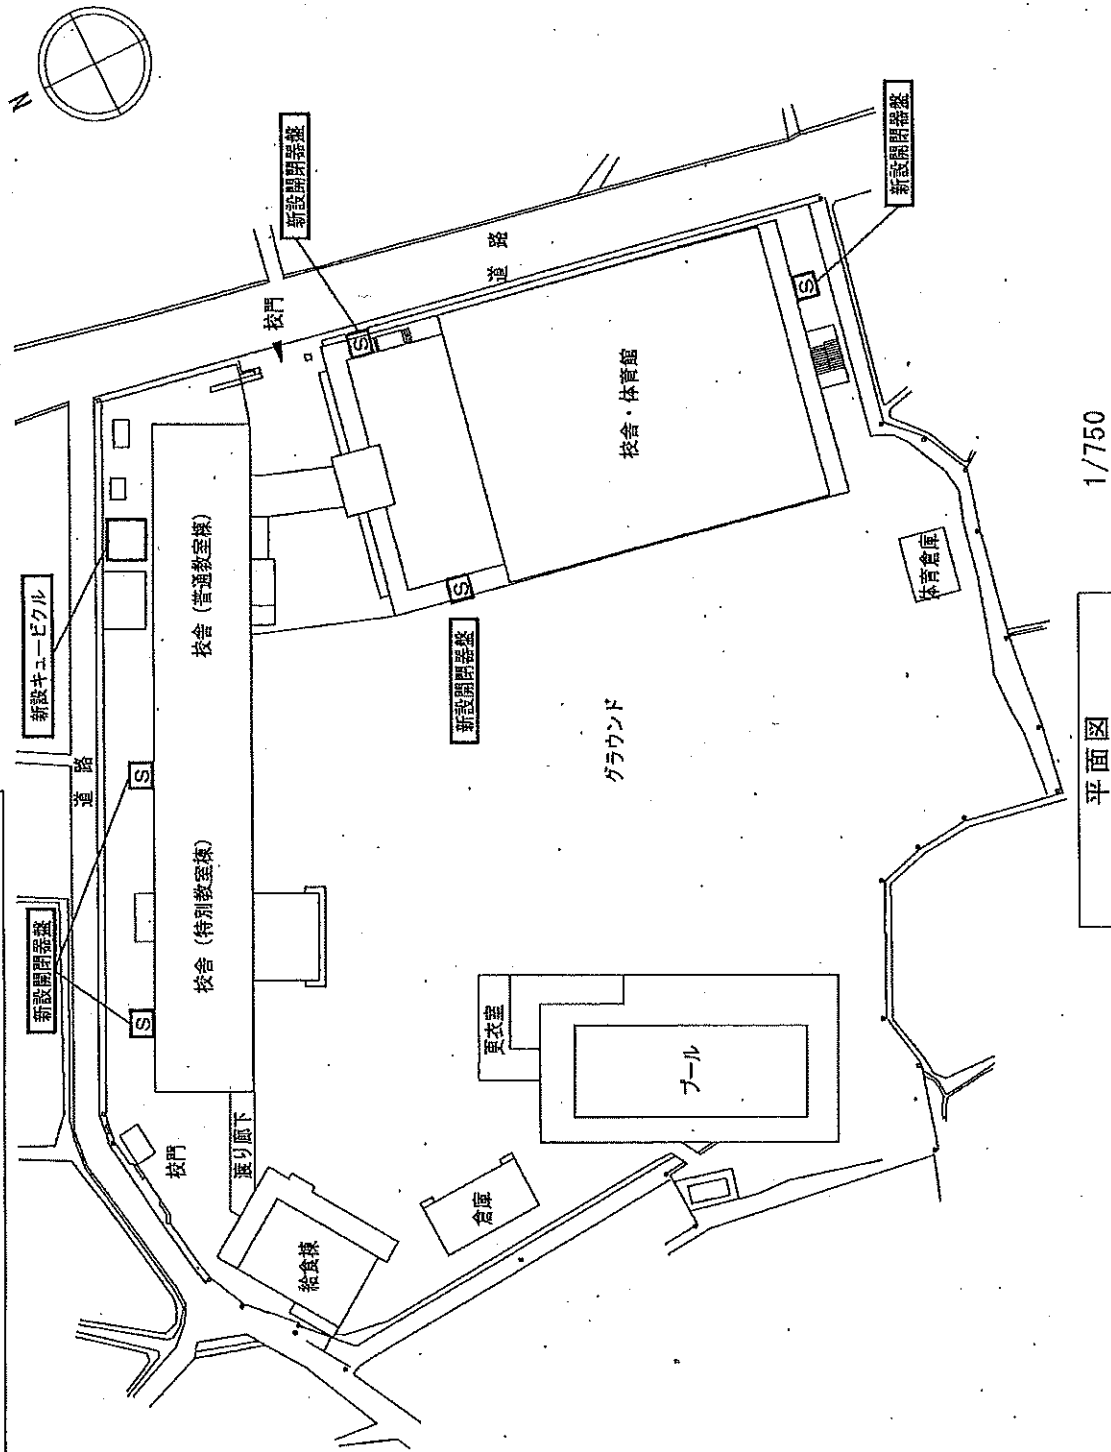 N
新設開閉器盤
新設キュービクル
新設開閉器盤
新設開閉器盤
道路
道路
校門
校門
S
S
S
S
S
校舎（特別教室棟）
校舎（普通教室棟）
渡り廊下
給食棟
倉庫
更衣室
プール
新設開閉器盤
グラウンド
校舎・体育館
体育倉庫
平面図
1/750